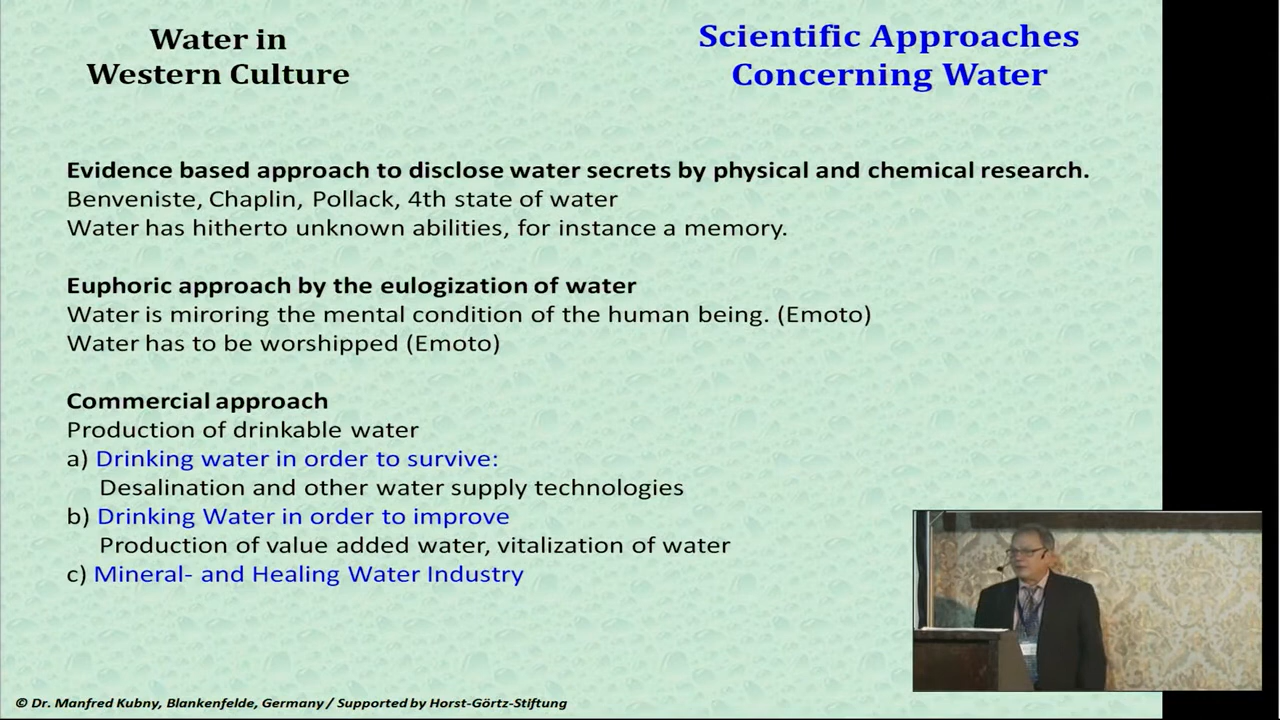 Water in
Western Culture
Scientific Approaches
Concerning Water
Evidence based approach to disclose water secrets by physical and chemical research.
Benveniste, Chaplin, Pollack, 4th state of water
Water has hitherto unknown abilities, for instance a memory.
Euphoric approach by the eulogization of water
Water is miroring the mental condition of the human being. (Emoto)
Water has to be worshipped (Emoto)
Commercial approach
Production of drinkable water
a) Drinking water in order to survive:
Desalination and other water supply technologies
b) Drinking Water in order to improve
Production of value added water, vitalization of water
c) Mineral- and Healing Water Industry
© Dr. Manfred Kubny, Blankenfelde, Germany / Supported by Horst-Görtz-Stiftung